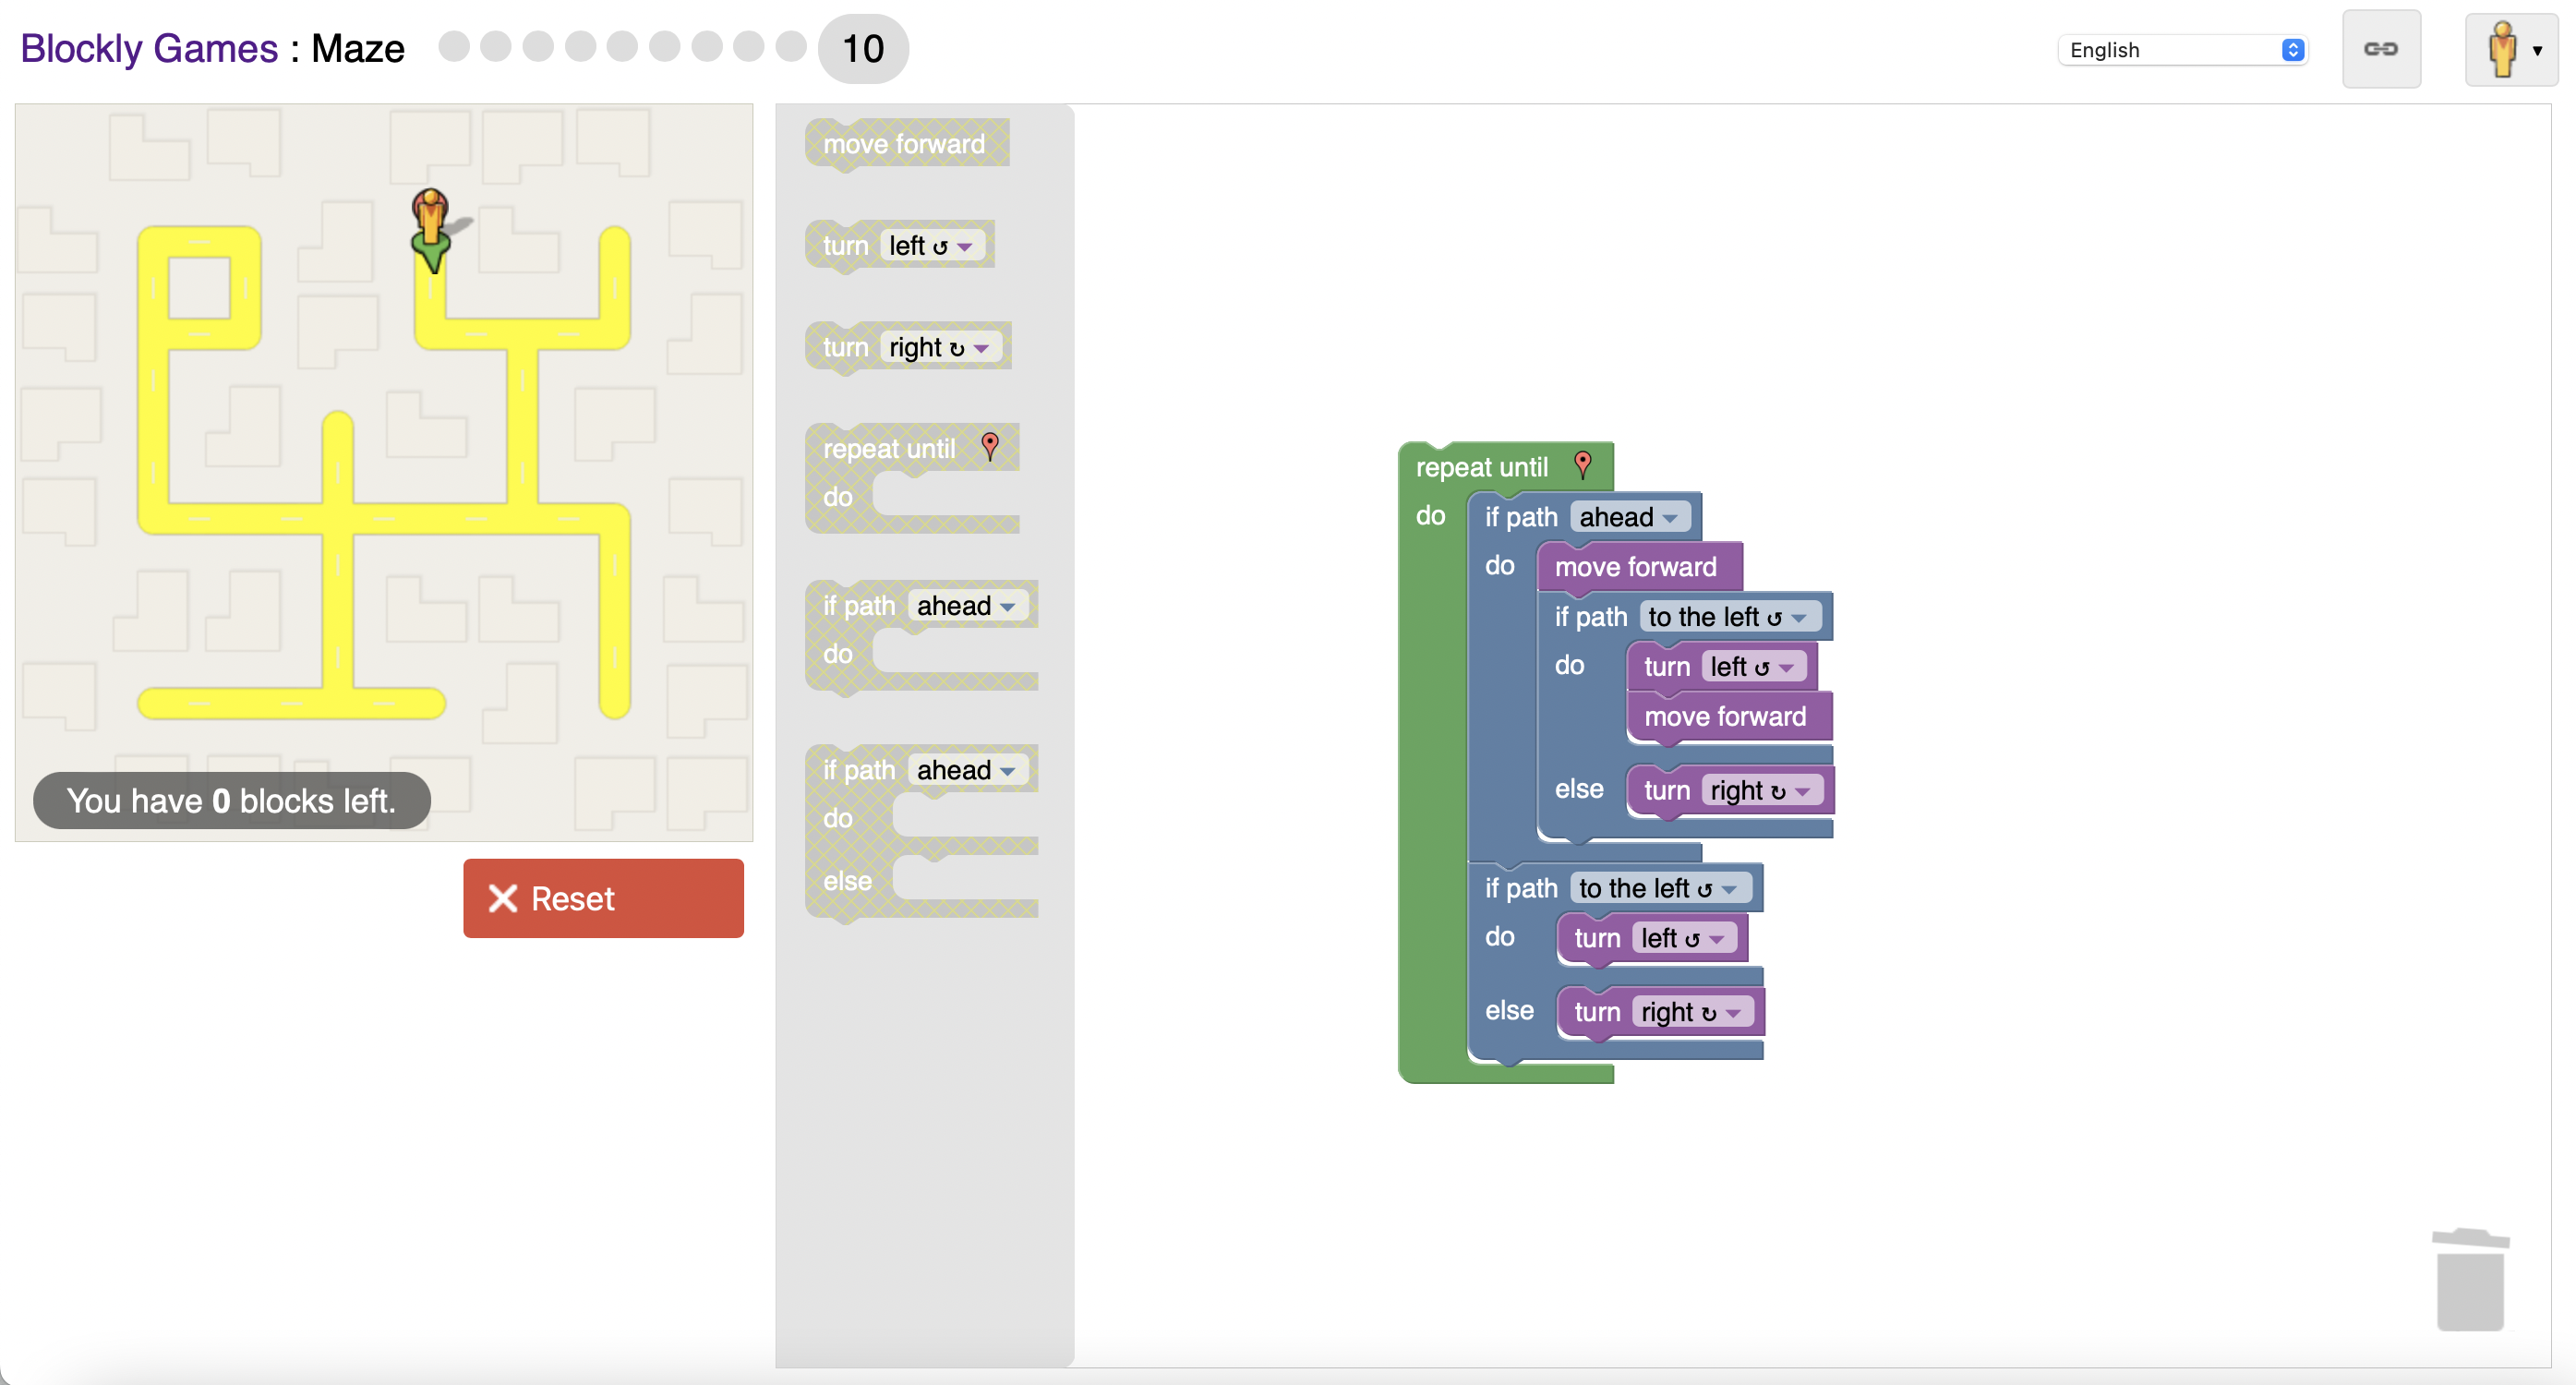 Blockly Games : Maze 10
English
move forward
turn left ↺
turn right ↻
repeat until
do
if path ahead
do
if path ahead
do
else
You have 0 blocks left.
Reset
repeat until
do if path ahead
do move forward
if path to the left ↺
do turn left ↺
move forward
else turn right ↻
if path to the left ↺
do turn left ↺
else turn right ↻